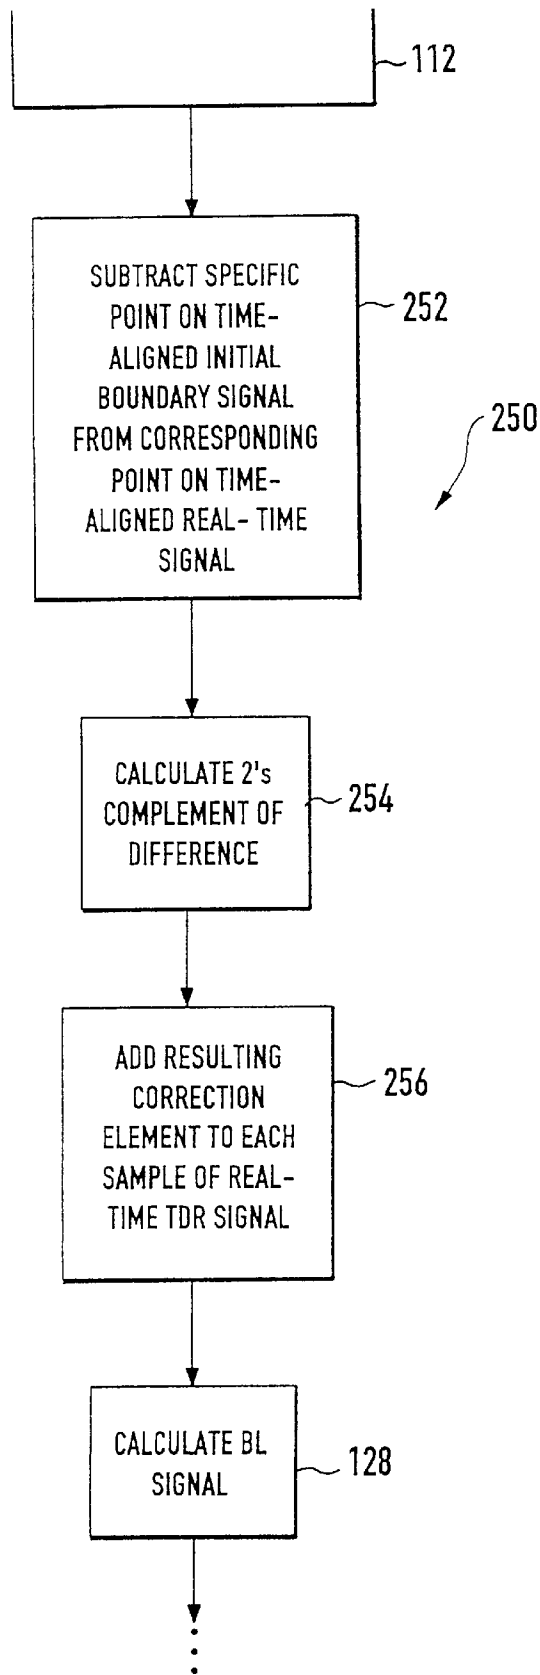 112
SUBTRACT SPECIFIC
POINT ON TIME-
ALIGNED INITIAL
BOUNDARY SIGNAL
FROM CORRESPONDING
POINT ON TIME-
ALIGNED REAL- TIME
SIGNAL
252
250
CALCULATE 2's
COMPLEMENT OF
DIFFERENCE
254
ADD RESULTING
CORRECTION
ELEMENT TO EACH
SAMPLE OF REAL-
TIME TDR SIGNAL
256
CALCULATE BL
SIGNAL
128